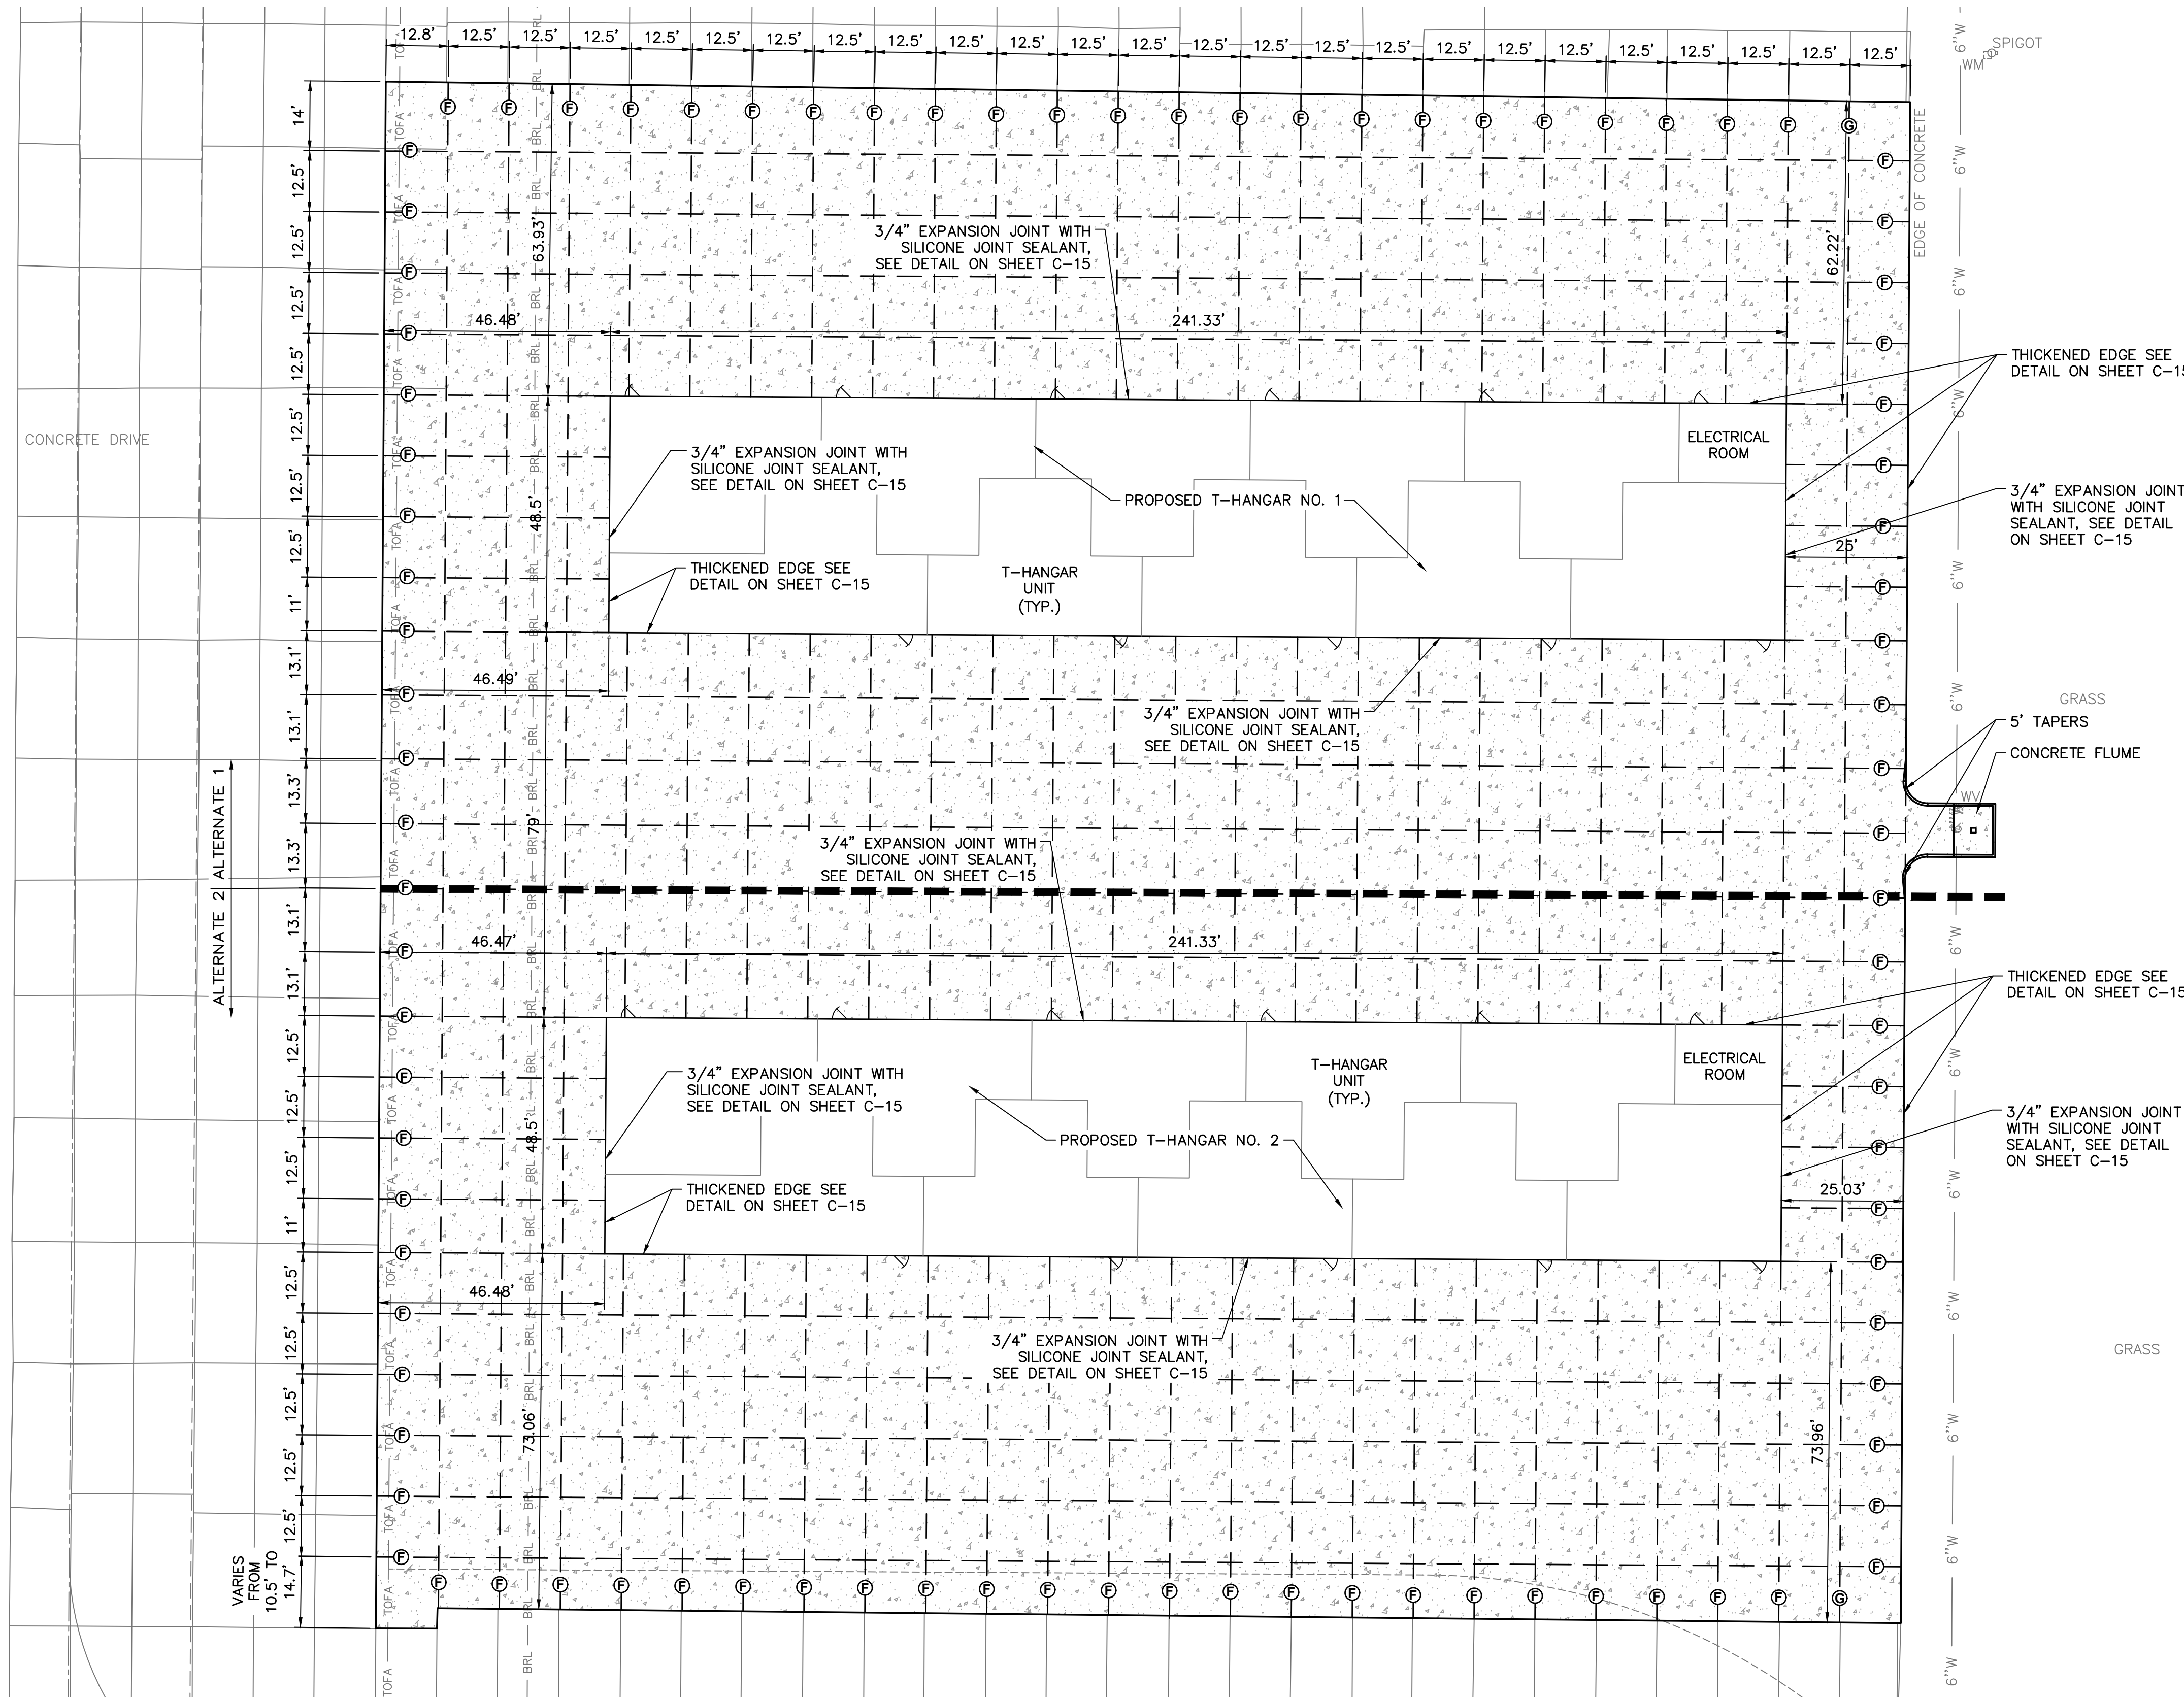 12.8' 12.5' 12.5' 12.5' 12.5' 12.5' 12.5' 12.5' 12.5' 12.5' 12.5' 12.5' 12.5' 12.5' 12.5' 12.5' 12.5' 12.5' 12.5' 12.5' 12.5' 12.5' 12.5' 12.5' 12.5'
SPIGOT
WM
6"W
EDGE OF CONCRETE
TOFA
BRL
F F F F F F F F F F F F F F F F F F F F F F F G
14'
12.5'
12.5'
12.5'
12.5'
12.5'
12.5'
12.5'
11'
13.1'
13.1'
13.3'
13.3'
13.1'
13.1'
12.5'
12.5'
12.5'
11'
12.5'
12.5'
12.5'
12.5'
12.5'
VARIES
FROM
10.5' TO
14.7'
63.93'
62.22'
3/4" EXPANSION JOINT WITH
SILICONE JOINT SEALANT,
SEE DETAIL ON SHEET C-15
46.48'
241.33'
THICKENED EDGE SEE
DETAIL ON SHEET C-15
CONCRETE DRIVE
3/4" EXPANSION JOINT WITH
SILICONE JOINT SEALANT,
SEE DETAIL ON SHEET C-15
ELECTRICAL
ROOM
PROPOSED T-HANGAR NO. 1
48.5'
3/4" EXPANSION JOINT
WITH SILICONE JOINT
SEALANT, SEE DETAIL
ON SHEET C-15
25'
THICKENED EDGE SEE
DETAIL ON SHEET C-15
T-HANGAR
UNIT
(TYP.)
46.49'
GRASS
3/4" EXPANSION JOINT WITH
SILICONE JOINT SEALANT,
SEE DETAIL ON SHEET C-15
5' TAPERS
CONCRETE FLUME
WV
79'
ALTERNATE 1
ALTERNATE 2
3/4" EXPANSION JOINT WITH
SILICONE JOINT SEALANT,
SEE DETAIL ON SHEET C-15
46.47'
241.33'
THICKENED EDGE SEE
DETAIL ON SHEET C-15
3/4" EXPANSION JOINT WITH
SILICONE JOINT SEALANT,
SEE DETAIL ON SHEET C-15
T-HANGAR
UNIT
(TYP.)
ELECTRICAL
ROOM
48.5'
PROPOSED T-HANGAR NO. 2
3/4" EXPANSION JOINT
WITH SILICONE JOINT
SEALANT, SEE DETAIL
ON SHEET C-15
THICKENED EDGE SEE
DETAIL ON SHEET C-15
25.03'
46.48'
3/4" EXPANSION JOINT WITH
SILICONE JOINT SEALANT,
SEE DETAIL ON SHEET C-15
GRASS
73.06'
73.96'
F F F F F F F F F F F F F F F F F F F F F F F G